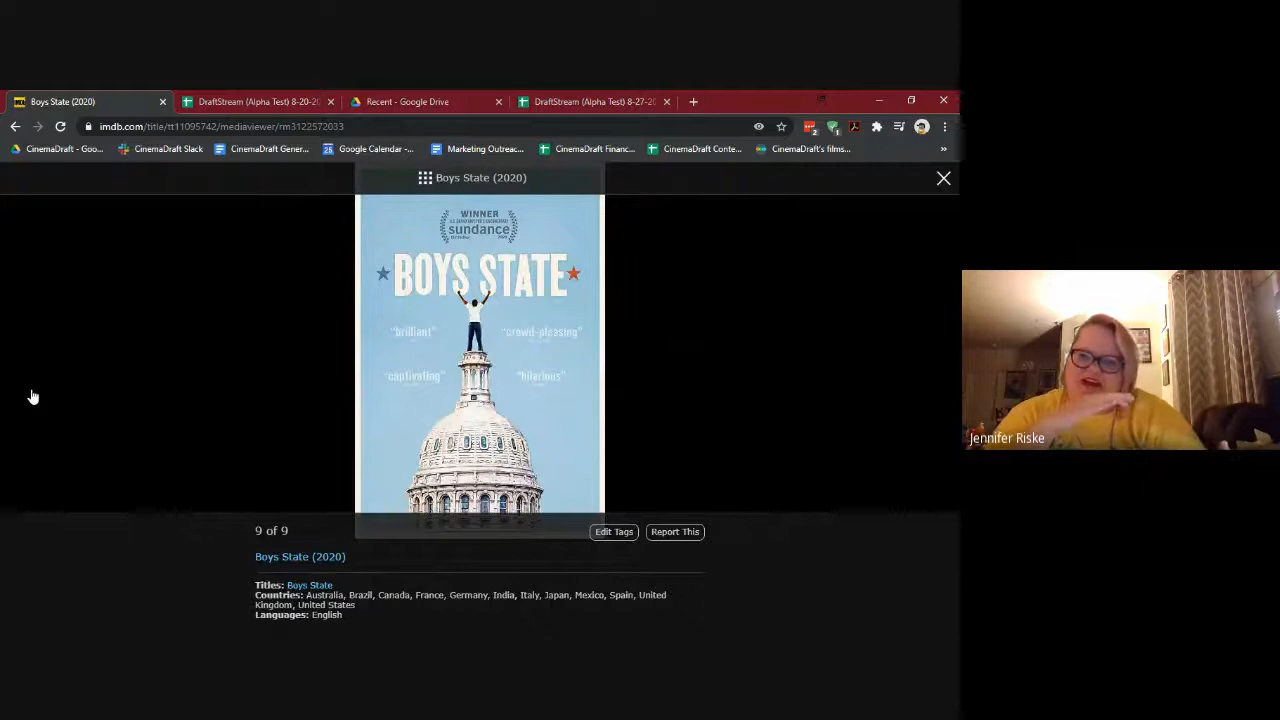 Boys State (2020)
DraftStream (Alpha Test) 8-20-20
Recent - Google Drive
DraftStream (Alpha Test) 8-27-20
imdb.com/title/tt11095742/mediaviewer/rm3122572033
2
1
CinemaDraft - Goo...
CinemaDraft Slack
CinemaDraft Gener...
Google Calendar -...
Marketing Outreac...
CinemaDraft Financ...
CinemaDraft Conte...
CinemaDraft's films...
»
Boys State (2020)
WINNER
sundance
BOYS STATE
"brilliant"
"crowd-pleasing"
"captivating"
"hilarious"
Jennifer Riske
9 of 9
Edit Tags
Report This
Boys State (2020)
Titles: Boys State
Countries: Australia, Brazil, Canada, France, Germany, India, Italy, Japan, Mexico, Spain, United
Kingdom, United States
Languages: English